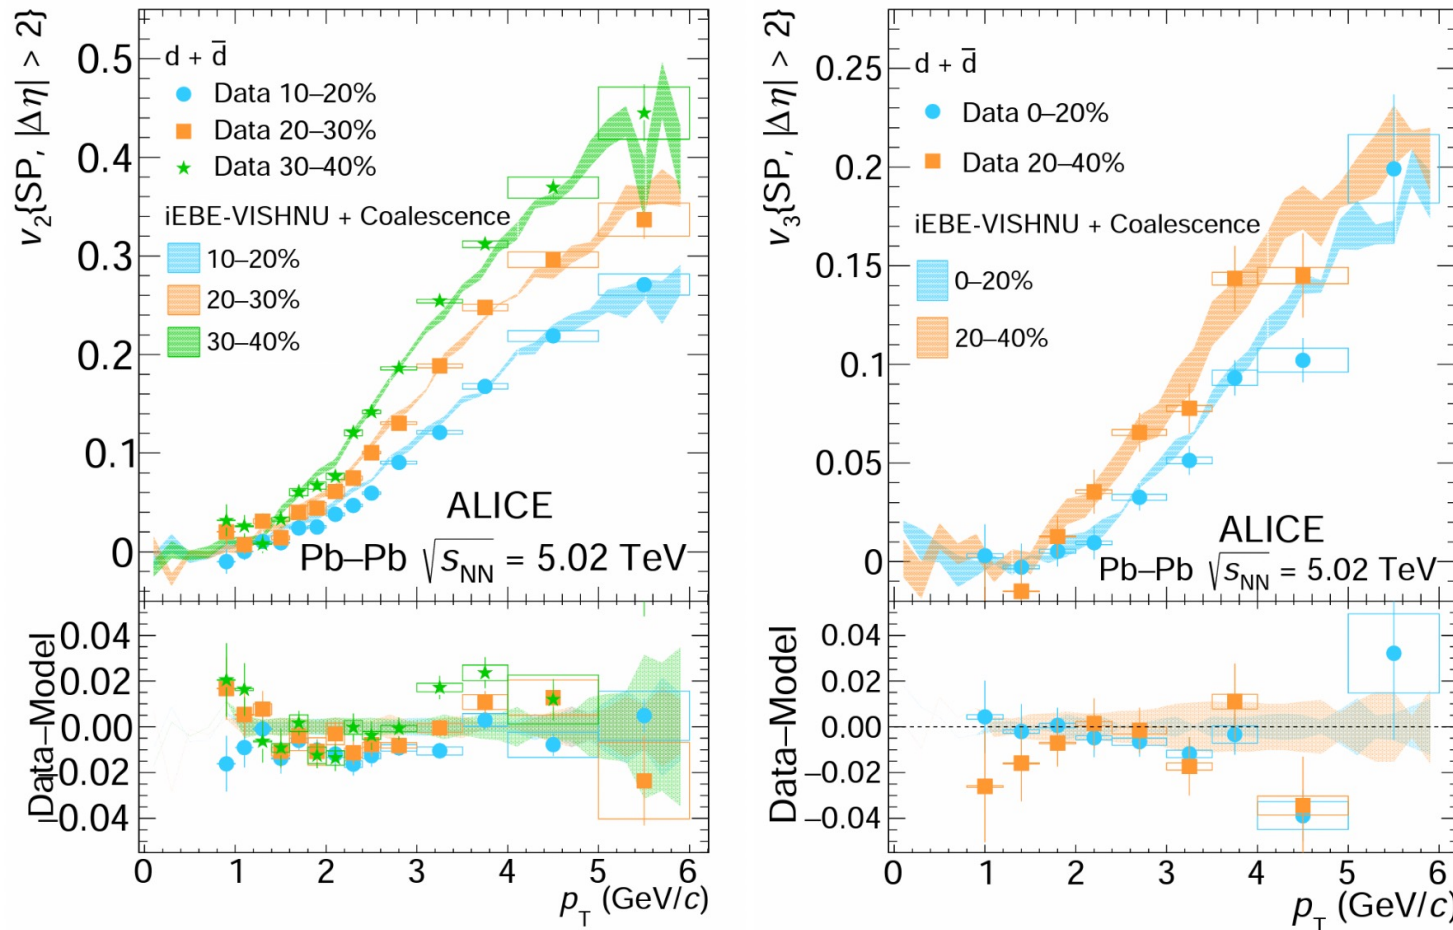 v₂{SP, |Δη| > 2}
0.5
0.4
0.3
0.2
0.1
0
d + d̄
Data 10–20%
Data 20–30%
Data 30–40%
iEBE-VISHNU + Coalescence
10–20%
20–30%
30–40%
ALICE
Pb–Pb √s_NN = 5.02 TeV
Data–Model
0.04
0.02
0.00
−0.02
−0.04
0 1 2 3 4 5 6
p_T (GeV/c)
v₃{SP, |Δη| > 2}
0.25
0.2
0.15
0.1
0.05
0
d + d̄
Data 0–20%
Data 20–40%
iEBE-VISHNU + Coalescence
0–20%
20–40%
ALICE
Pb–Pb √s_NN = 5.02 TeV
Data–Model
0.04
0.02
0.00
−0.02
−0.04
0 1 2 3 4 5 6
p_T (GeV/c)